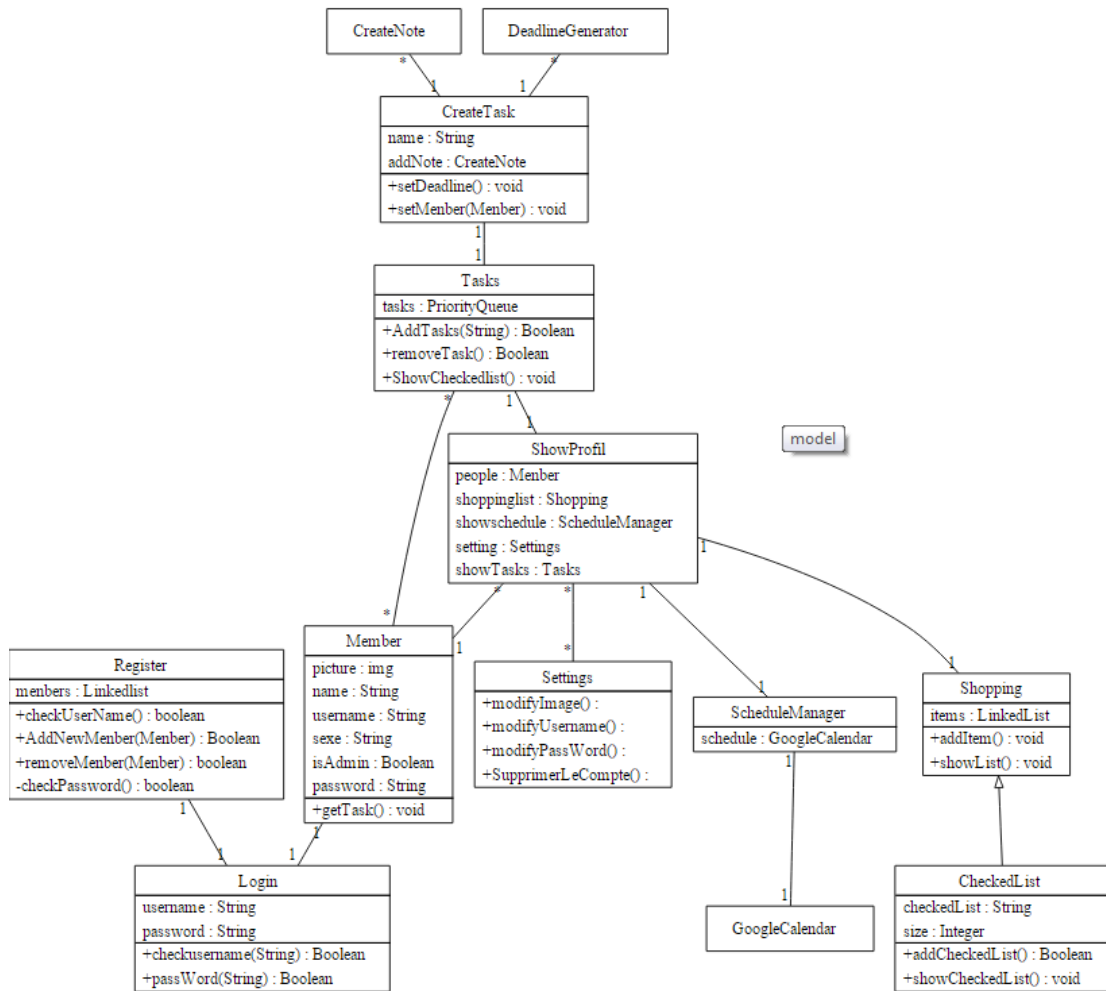 CreateNote
DeadlineGenerator
*
*
1
1
CreateTask
name : String
addNote : CreateNote
+setDeadline() : void
+setMenber(Menber) : void
1
1
Tasks
tasks : PriorityQueue
+AddTasks(String) : Boolean
+removeTask() : Boolean
+ShowCheckedlist() : void
*
1
1
model
ShowProfil
people : Menber
shoppinglist : Shopping
showschedule : ScheduleManager
setting : Settings
showTasks : Tasks
1
*
*
1
*
1
Member
picture : img
name : String
username : String
sexe : String
isAdmin : Boolean
password : String
+getTask() : void
Register
menbers : Linkedlist
+checkUserName() : boolean
+AddNewMenber(Menber) : Boolean
+removeMenber(Menber) : boolean
-checkPassword() : boolean
*
Settings
+modifyImage() :
+modifyUsername() :
+modifyPassWord() :
+SupprimerLeCompte() :
1
ScheduleManager
schedule : GoogleCalendar
1
1
Shopping
items : LinkedList
+addItem() : void
+showList() : void
1
1
1
1
Login
username : String
password : String
+checkusername(String) : Boolean
+passWord(String) : Boolean
1
GoogleCalendar
CheckedList
checkedList : String
size : Integer
+addCheckedList() : Boolean
+showCheckedList() : void